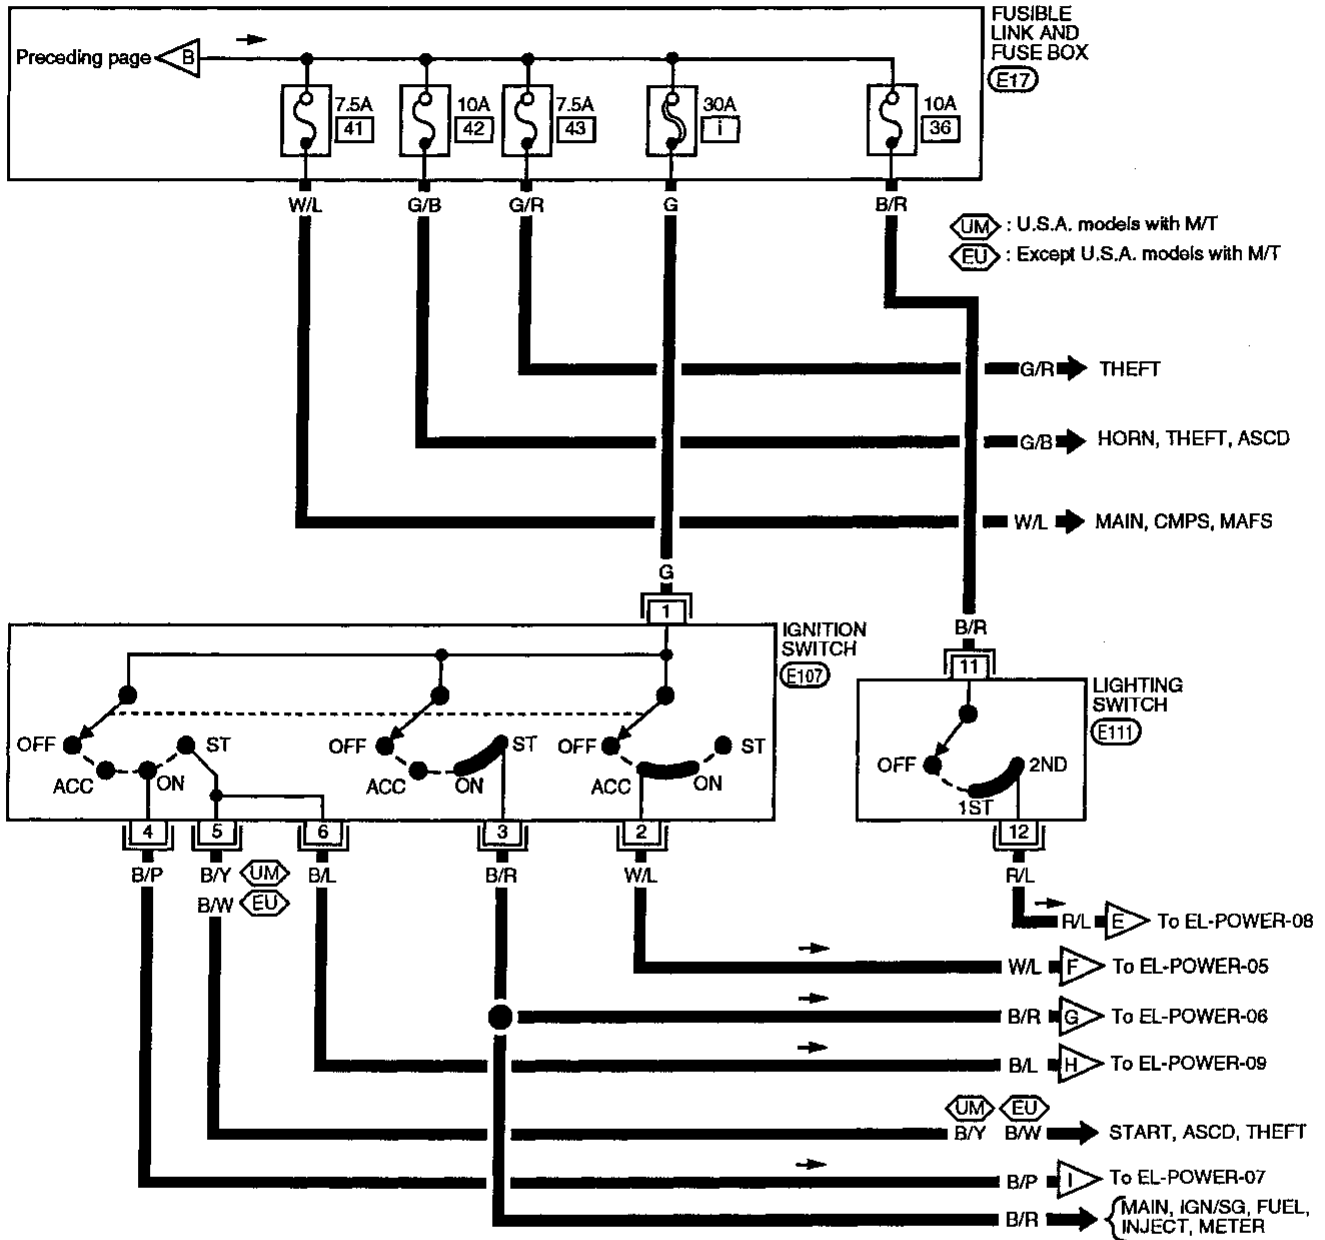 FUSIBLE
LINK AND
FUSE BOX
E17
Preceding page B
7.5A
41
10A
42
7.5A
43
30A
i
10A
36
W/L
G/B
G/R
G
B/R
UM : U.S.A. models with M/T
EU : Except U.S.A. models with M/T
G/R THEFT
G/B HORN, THEFT, ASCD
W/L MAIN, CMPS, MAFS
G
1
B/R
11
IGNITION
SWITCH
E107
LIGHTING
SWITCH
E111
OFF
ACC
ON
ST
OFF
ACC
ON
ST
OFF
ACC
ON
ST
OFF
1ST
2ND
4
5
6
3
2
12
B/P
B/Y UM
B/W EU
B/L
B/R
W/L
R/L
R/L E To EL-POWER-08
W/L F To EL-POWER-05
B/R G To EL-POWER-06
B/L H To EL-POWER-09
UM EU
B/Y B/W START, ASCD, THEFT
B/P I To EL-POWER-07
B/R MAIN, IGN/SG, FUEL,
INJECT, METER